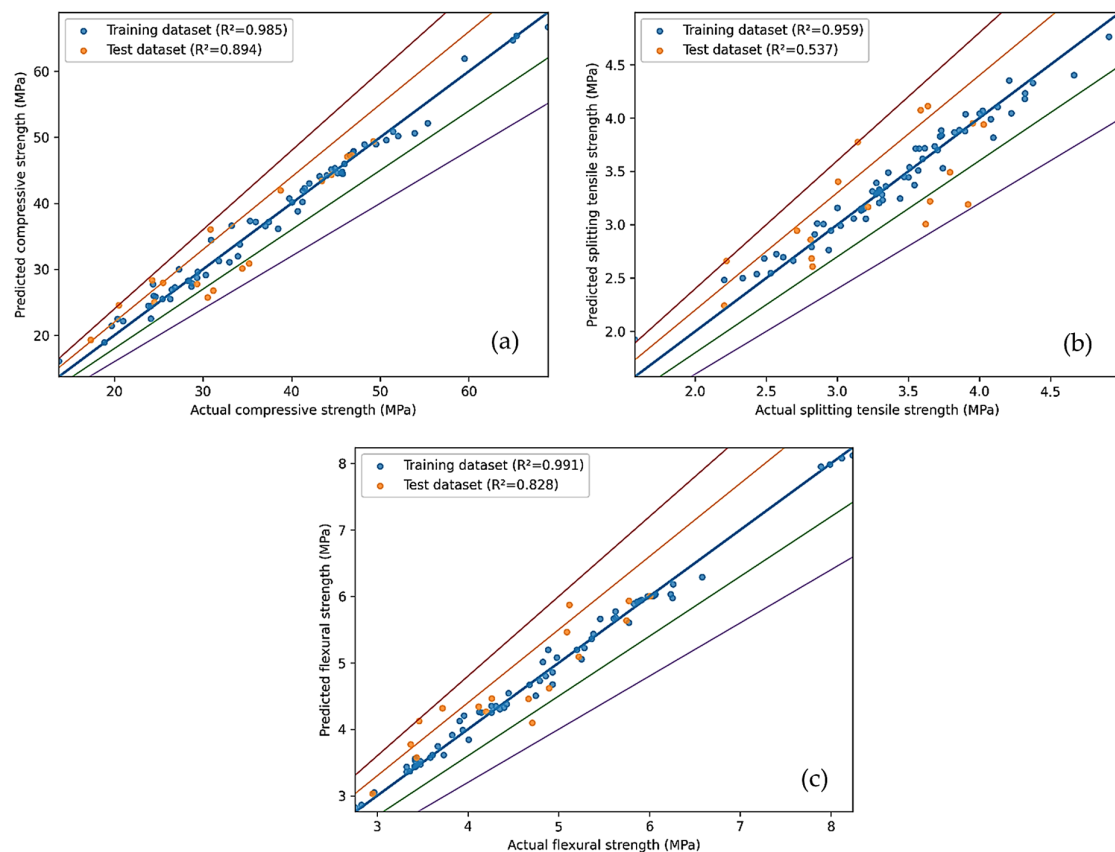 Training dataset (R²=0.985)
Test dataset (R²=0.894)
Predicted compressive strength (MPa)
60
50
40
30
20
20
30
40
50
60
Actual compressive strength (MPa)
(a)
Training dataset (R²=0.959)
Test dataset (R²=0.537)
Predicted splitting tensile strength (MPa)
4.5
4.0
3.5
3.0
2.5
2.0
2.0
2.5
3.0
3.5
4.0
4.5
Actual splitting tensile strength (MPa)
(b)
Training dataset (R²=0.991)
Test dataset (R²=0.828)
Predicted flexural strength (MPa)
8
7
6
5
4
3
3
4
5
6
7
8
Actual flexural strength (MPa)
(c)